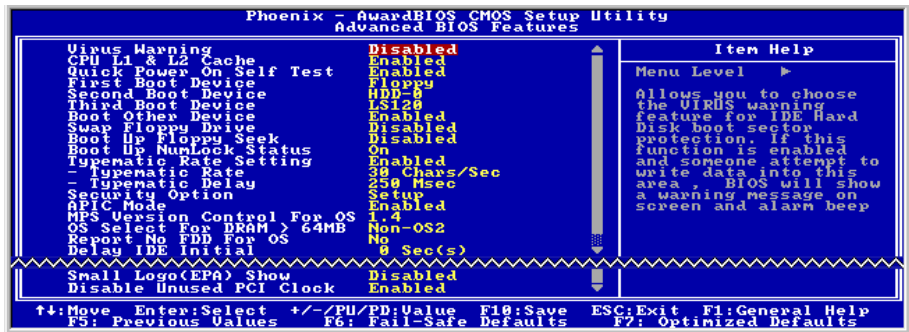 Phoenix - AwardBIOS CMOS Setup Utility
Advanced BIOS Features
Virus Warning Disabled
CPU L1 & L2 Cache Enabled
Quick Power On Self Test Enabled
First Boot Device Floppy
Second Boot Device HDD-0
Third Boot Device LS120
Boot Other Device Enabled
Swap Floppy Drive Disabled
Boot Up Floppy Seek Disabled
Boot Up NumLock Status On
Typematic Rate Setting Enabled
- Typematic Rate 30 Chars/Sec
- Typematic Delay 250 Msec
Security Option Setup
APIC Mode Enabled
MPS Version Control For OS 1.4
OS Select For DRAM > 64MB Non-OS2
Report No FDD For OS No
Delay IDE Initial 0 Sec(s)
Small Logo(EPA) Show Disabled
Disable Unused PCI Clock Enabled
Item Help
Menu Level ►
Allows you to choose
the VIRUS warning
feature for IDE Hard
Disk boot sector
protection. If this
function is enabled
and someone attempt to
write data into this
area , BIOS will show
a warning message on
screen and alarm beep
↑↓:Move Enter:Select +/-/PU/PD:Value F10:Save ESC:Exit F1:General Help
F5: Previous Values F6: Fail-Safe Defaults F7: Optimized Defaults